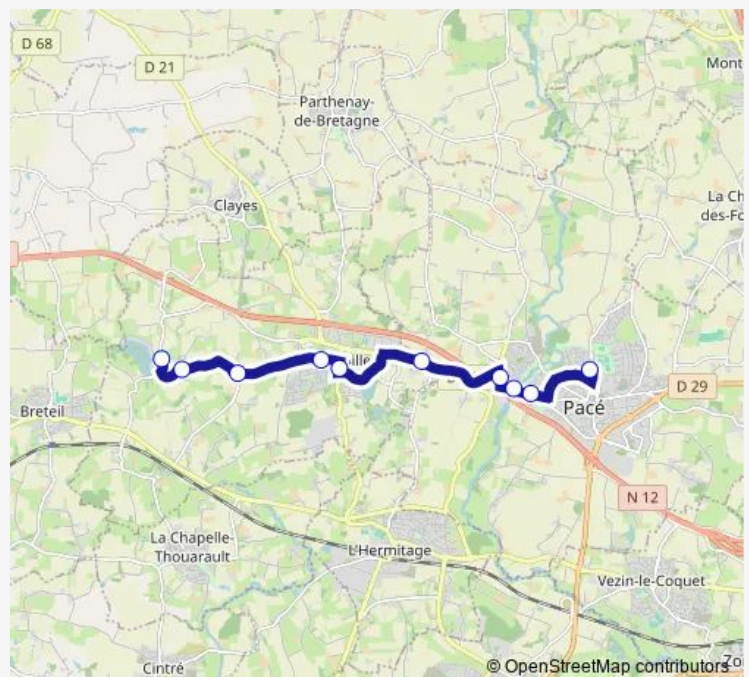 D 68
D 21
Mont
Parthenay-
de-Bretagne
Clayes
La Ch
des-Fo
ille
Breteil
D 29
Pacé
N 12
La Chapelle-
Thouarault
L'Hermitage
Vezin-le-Coquet
Cintré
© OpenStreetMap contributors